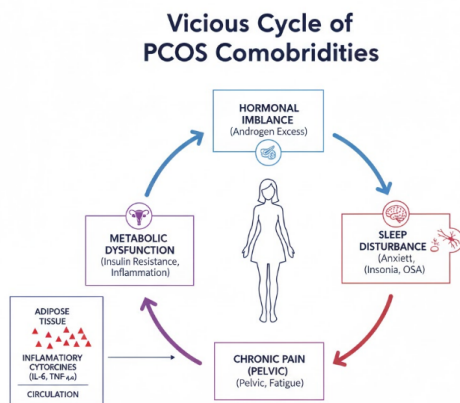 Vicious Cycle of
PCOS Comobridities
HORMONAL
IMBLANCE
(Androgen Excess)
SLEEP
DISTURBANCE
(Anxiett,
(Insonia, OSA)
CHRONIC PAIN
(PELVIC)
(Pelvic, Fatigue)
METABOLIC
DYSFUNCTION
(Insulin Resistance,
Inflammation)
ADIPOSE
TISSUE
INFLAMATORY
CYTORCINES
(IL-6, TNF
CIRCULATION